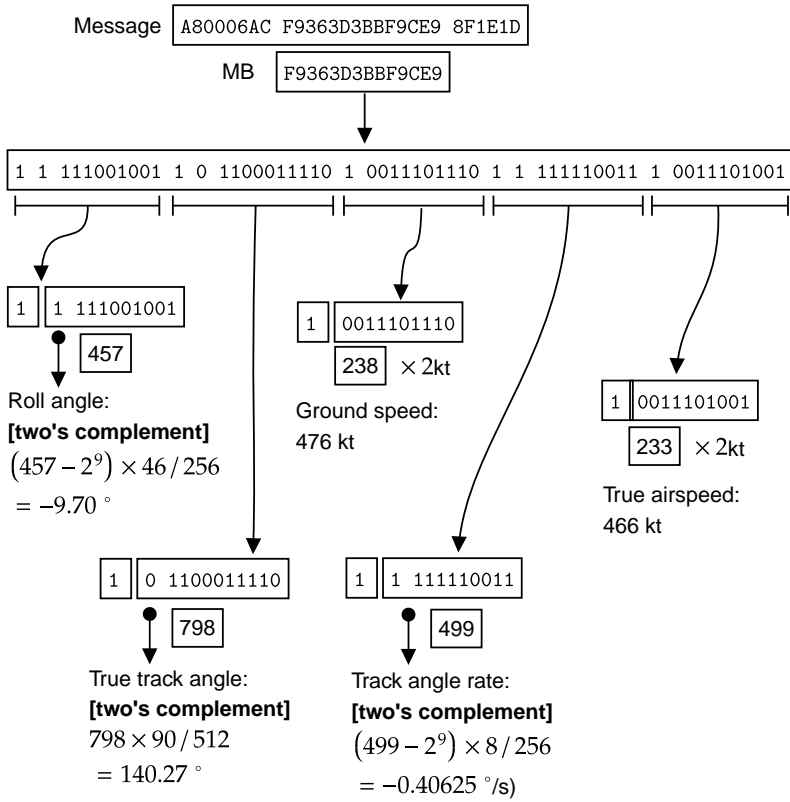 Message A80006AC F9363D3BBF9CE9 8F1E1D
MB F9363D3BBF9CE9
1 1 111001001 1 0 1100011110 1 0011101110 1 1 111110011 1 0011101001
1 1 111001001
457
Roll angle:
[two's complement]
(457 − 2⁹) × 46 / 256
= −9.70 °
1 0011101110
238 × 2kt
Ground speed:
476 kt
1 0011101001
233 × 2kt
True airspeed:
466 kt
1 0 1100011110
798
True track angle:
[two's complement]
798 × 90 / 512
= 140.27 °
1 1 111110011
499
Track angle rate:
[two's complement]
(499 − 2⁹) × 8 / 256
= −0.40625 °/s)